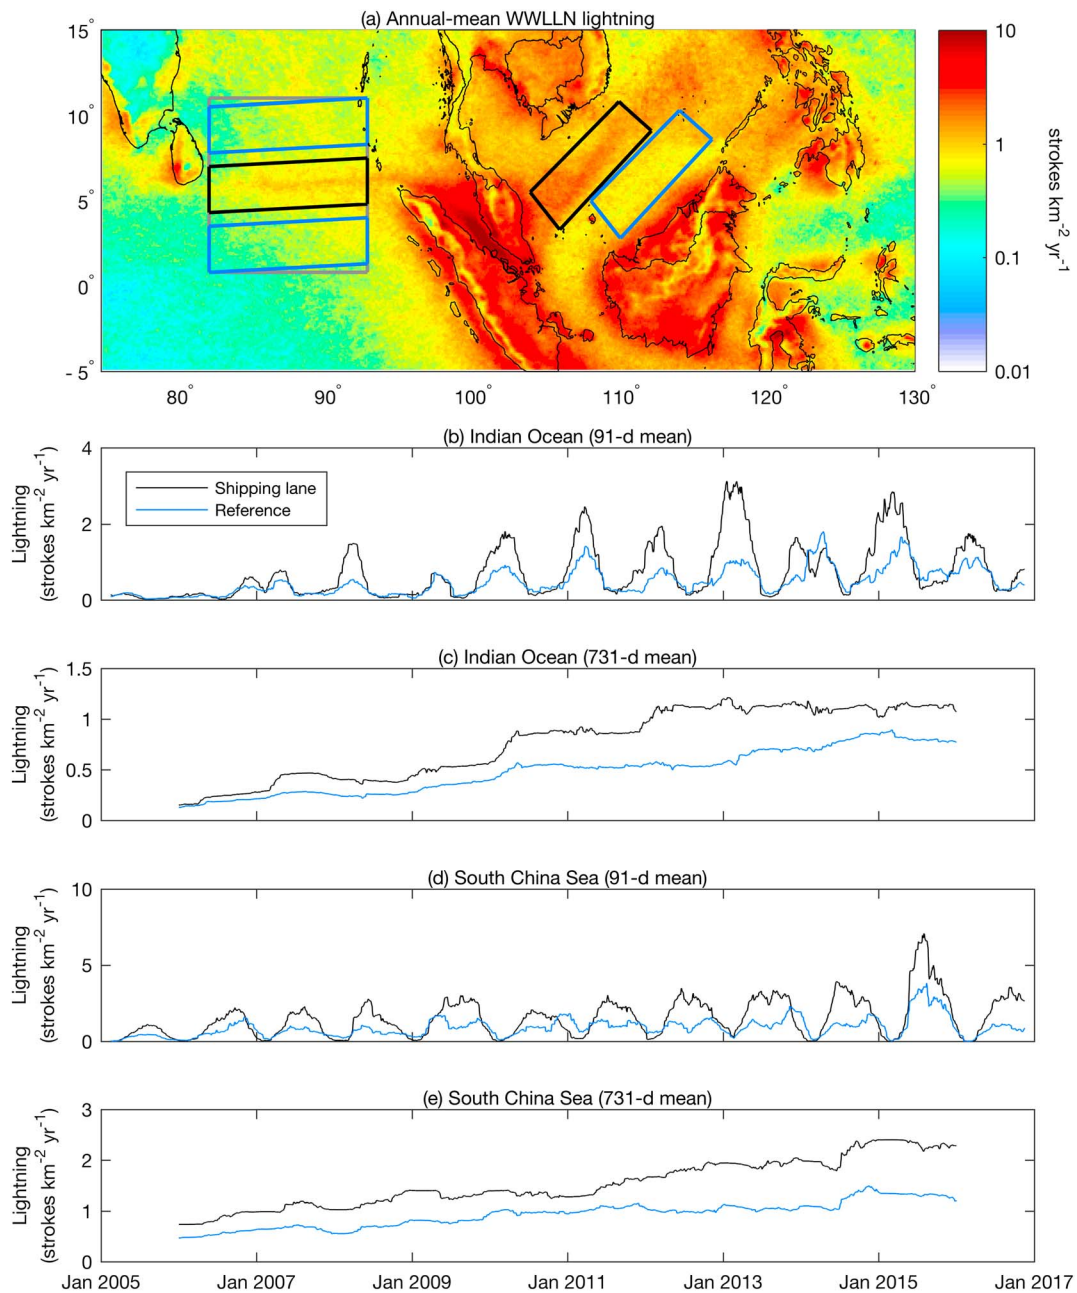 (a) Annual-mean WWLLN lightning
15°
10°
5°
0°
- 5°
80°
90°
100°
110°
120°
130°
10
1
0.1
0.01
strokes km⁻² yr⁻¹
(b) Indian Ocean (91-d mean)
Lightning
(strokes km⁻² yr⁻¹)
4
2
0
Shipping lane
Reference
(c) Indian Ocean (731-d mean)
Lightning
(strokes km⁻² yr⁻¹)
1.5
1
0.5
0
(d) South China Sea (91-d mean)
Lightning
(strokes km⁻² yr⁻¹)
10
5
0
(e) South China Sea (731-d mean)
Lightning
(strokes km⁻² yr⁻¹)
3
2
1
0
Jan 2005
Jan 2007
Jan 2009
Jan 2011
Jan 2013
Jan 2015
Jan 2017